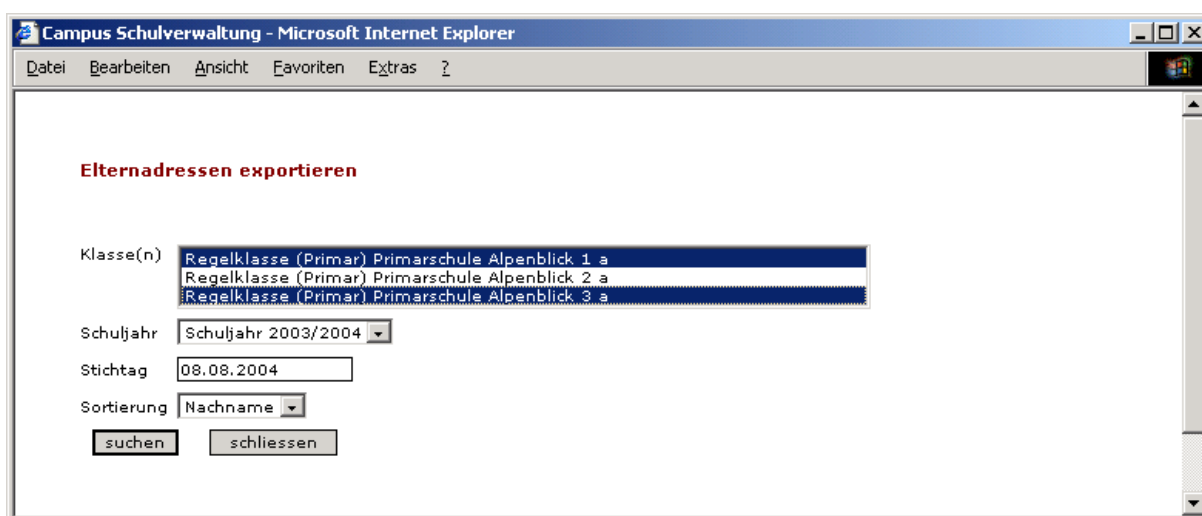 Campus Schulverwaltung - Microsoft Internet Explorer
Datei Bearbeiten Ansicht Favoriten Extras ?
Elternadressen exportieren
Klasse(n)
Regelklasse (Primar) Primarschule Alpenblick 1 a
Regelklasse (Primar) Primarschule Alpenblick 2 a
Regelklasse (Primar) Primarschule Alpenblick 3 a
Schuljahr Schuljahr 2003/2004
Stichtag 08.08.2004
Sortierung Nachname
suchen schliessen